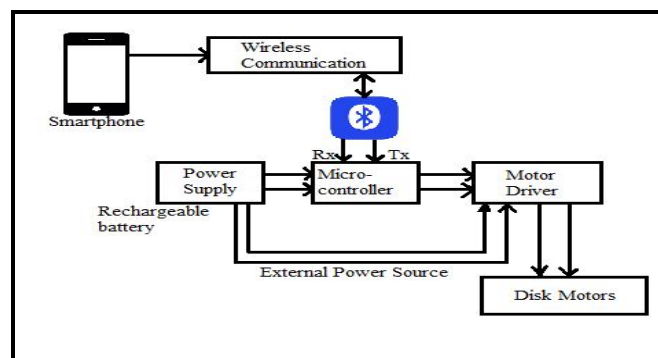 Wireless
Communication
Smartphone
Rx
Tx
Power
Supply
Micro-
controller
Motor
Driver
Rechargeable
battery
External Power Source
Disk Motors